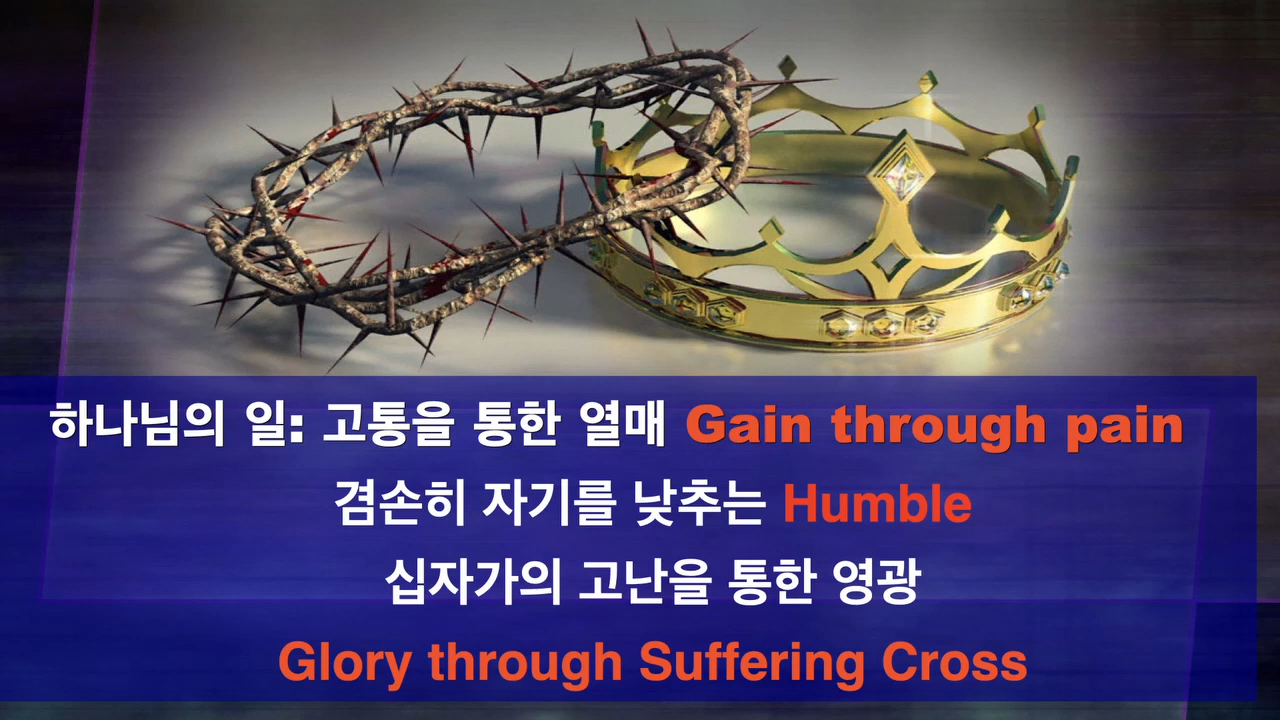 하나님의 일: 고통을 통한 열매 Gain through pain
겸손히 자기를 낮추는 Humble
십자가의 고난을 통한 영광
Glory through Suffering Cross